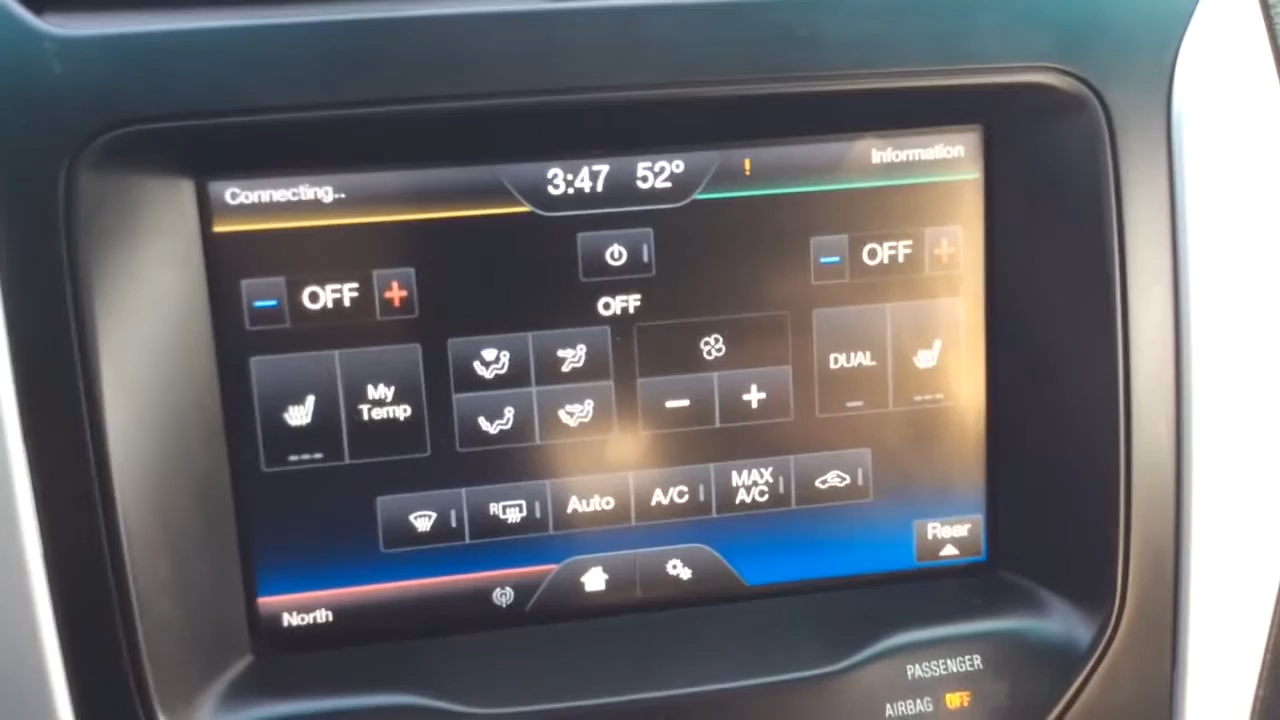 Connecting..
3:47 52°
!
Information
OFF
OFF
OFF
My
Temp
DUAL
R
Auto
A/C
MAX
A/C
Rear
North
PASSENGER
AIRBAG OFF